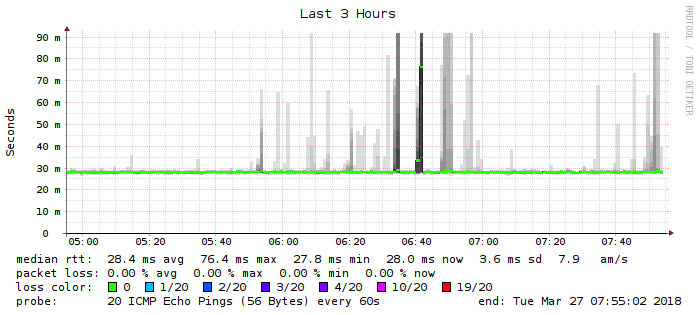 Last 3 Hours
RRDTOOL / TOBI OETIKER
Seconds
90 m
80 m
70 m
60 m
50 m
40 m
30 m
20 m
10 m
0
05:00 05:20 05:40 06:00 06:20 06:40 07:00 07:20 07:40
median rtt: 28.4 ms avg 76.4 ms max 27.8 ms min 28.0 ms now 3.6 ms sd 7.9 am/s
packet loss: 0.00 % avg 0.00 % max 0.00 % min 0.00 % now
loss color: 0 1/20 2/20 3/20 4/20 10/20 19/20
probe: 20 ICMP Echo Pings (56 Bytes) every 60s end: Tue Mar 27 07:55:02 2018